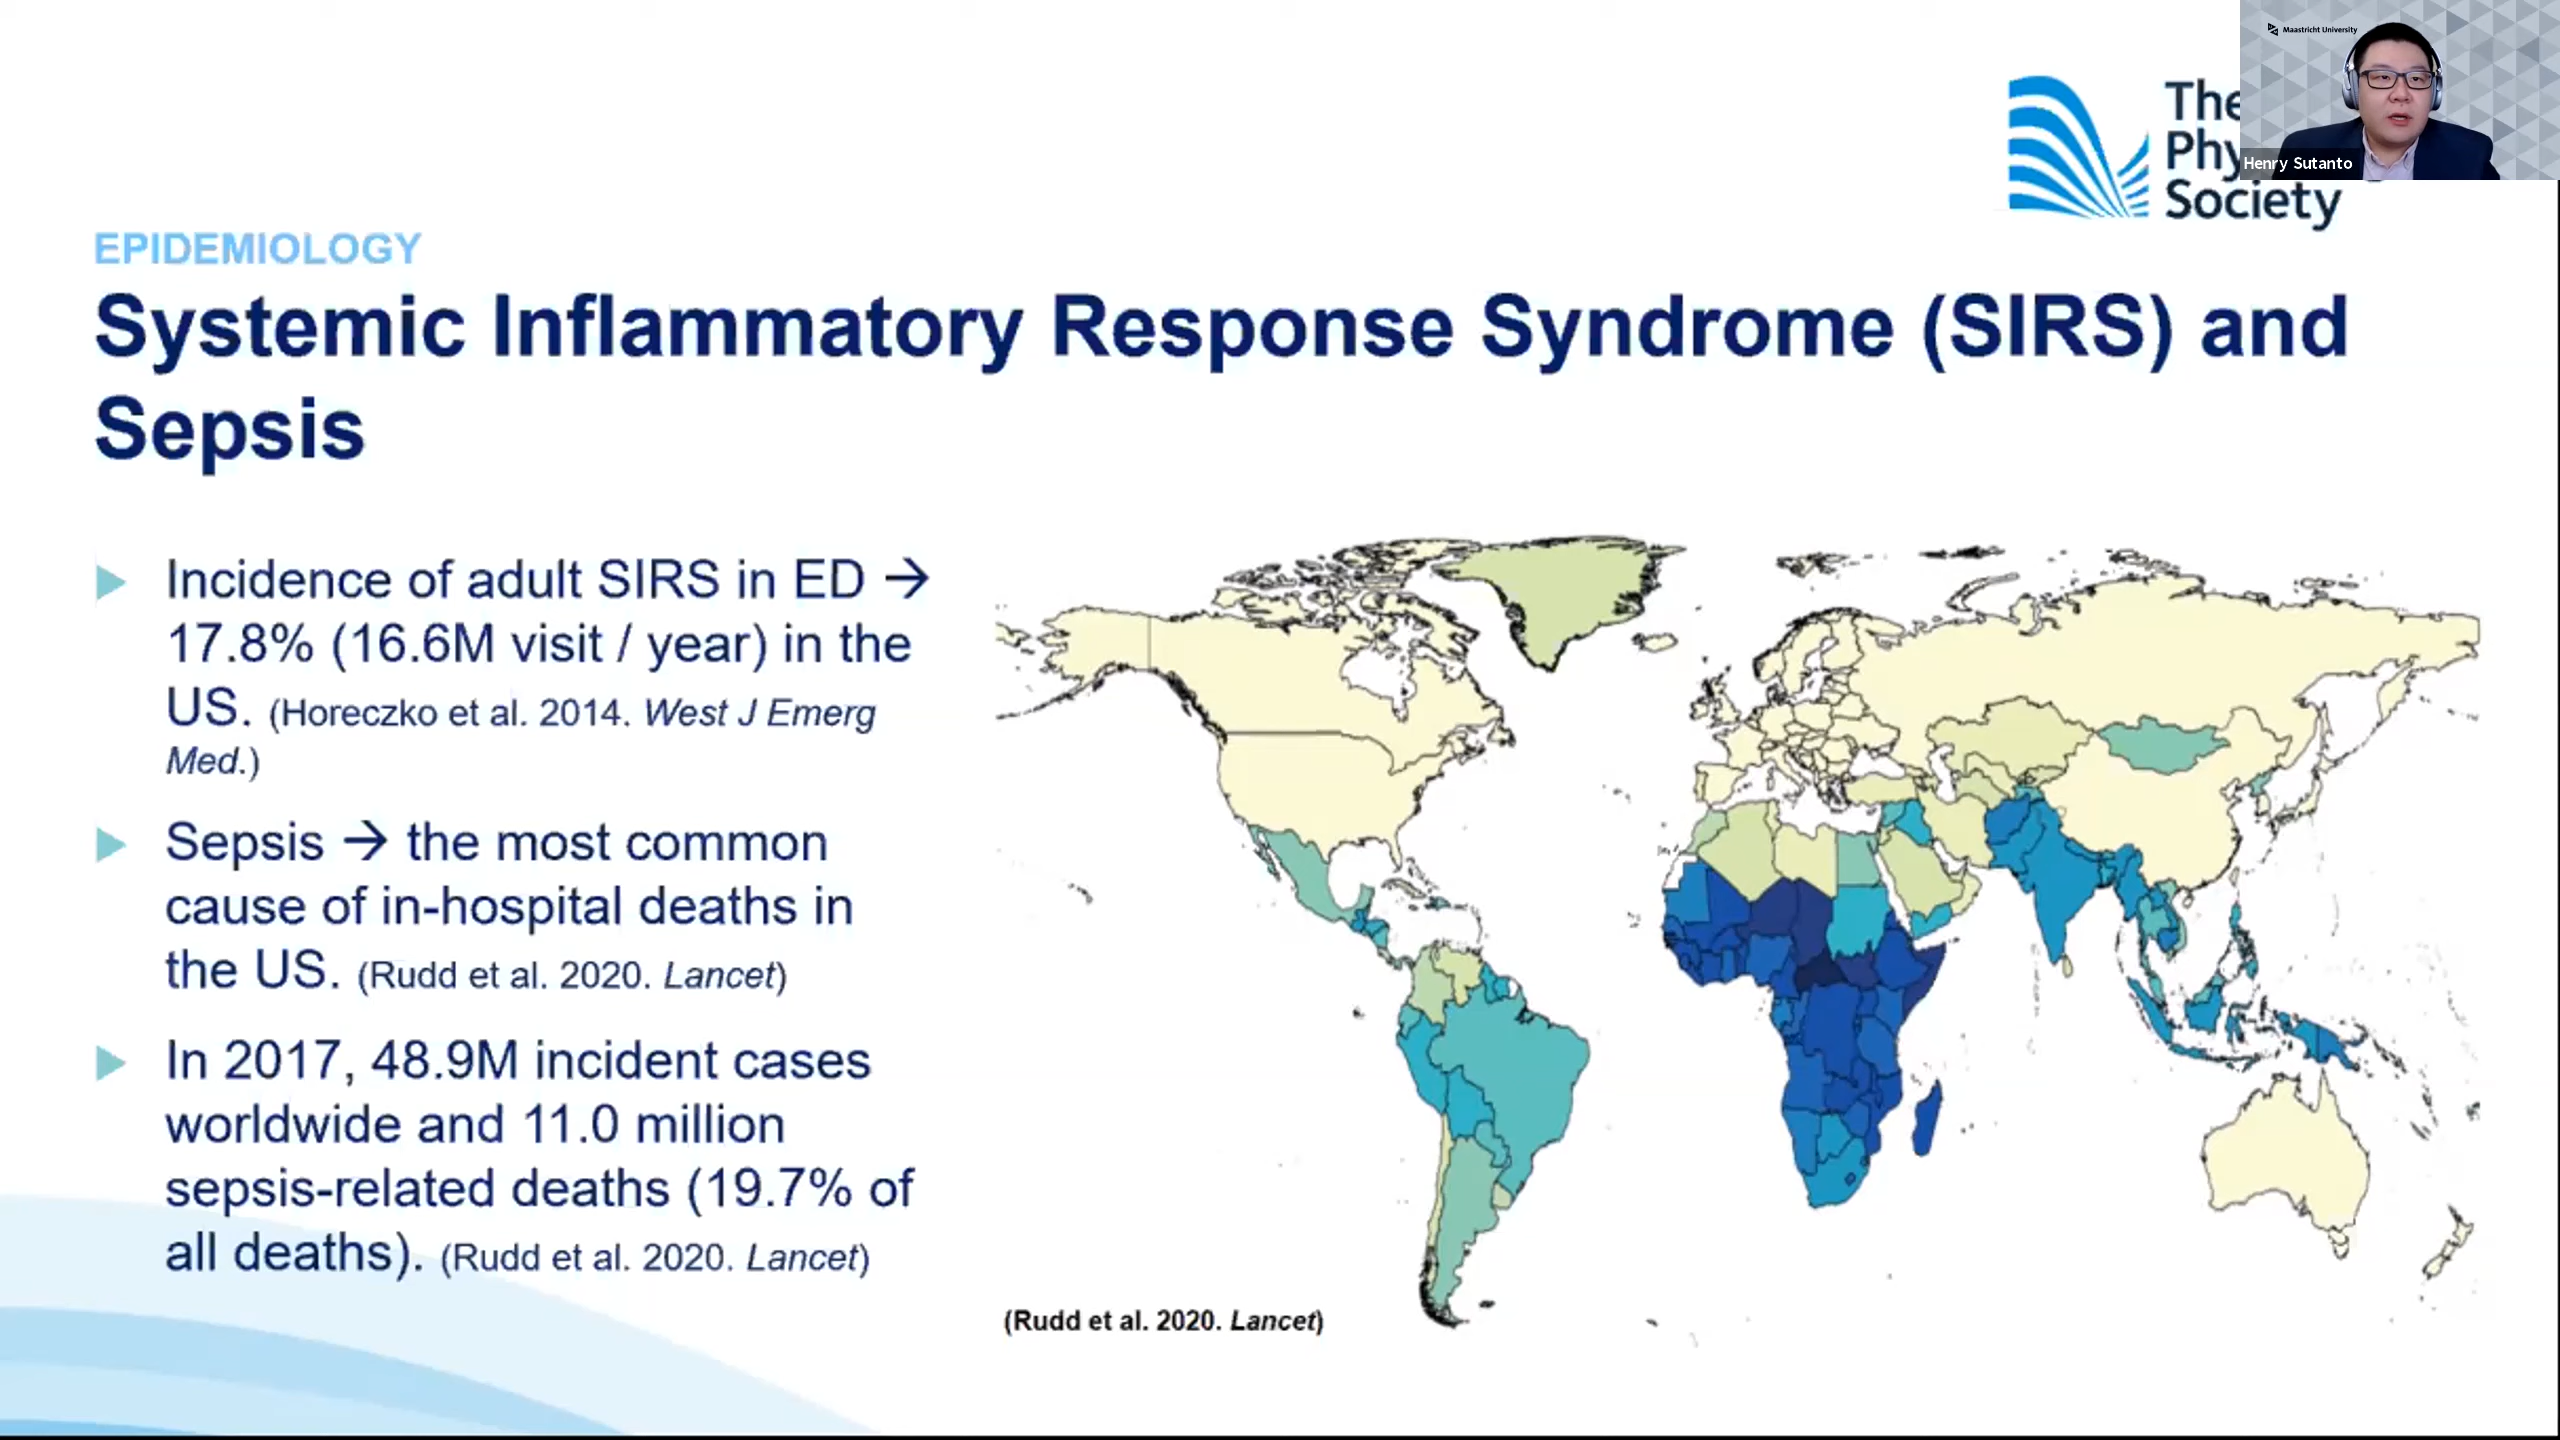 Maastricht University
The
Phy
Society
Henry Sutanto
EPIDEMIOLOGY
Systemic Inflammatory Response Syndrome (SIRS) and
Sepsis
Incidence of adult SIRS in ED →
17.8% (16.6M visit / year) in the
US. (Horeczko et al. 2014. West J Emerg
Med.)
Sepsis → the most common
cause of in-hospital deaths in
the US. (Rudd et al. 2020. Lancet)
In 2017, 48.9M incident cases
worldwide and 11.0 million
sepsis-related deaths (19.7% of
all deaths). (Rudd et al. 2020. Lancet)
(Rudd et al. 2020. Lancet)